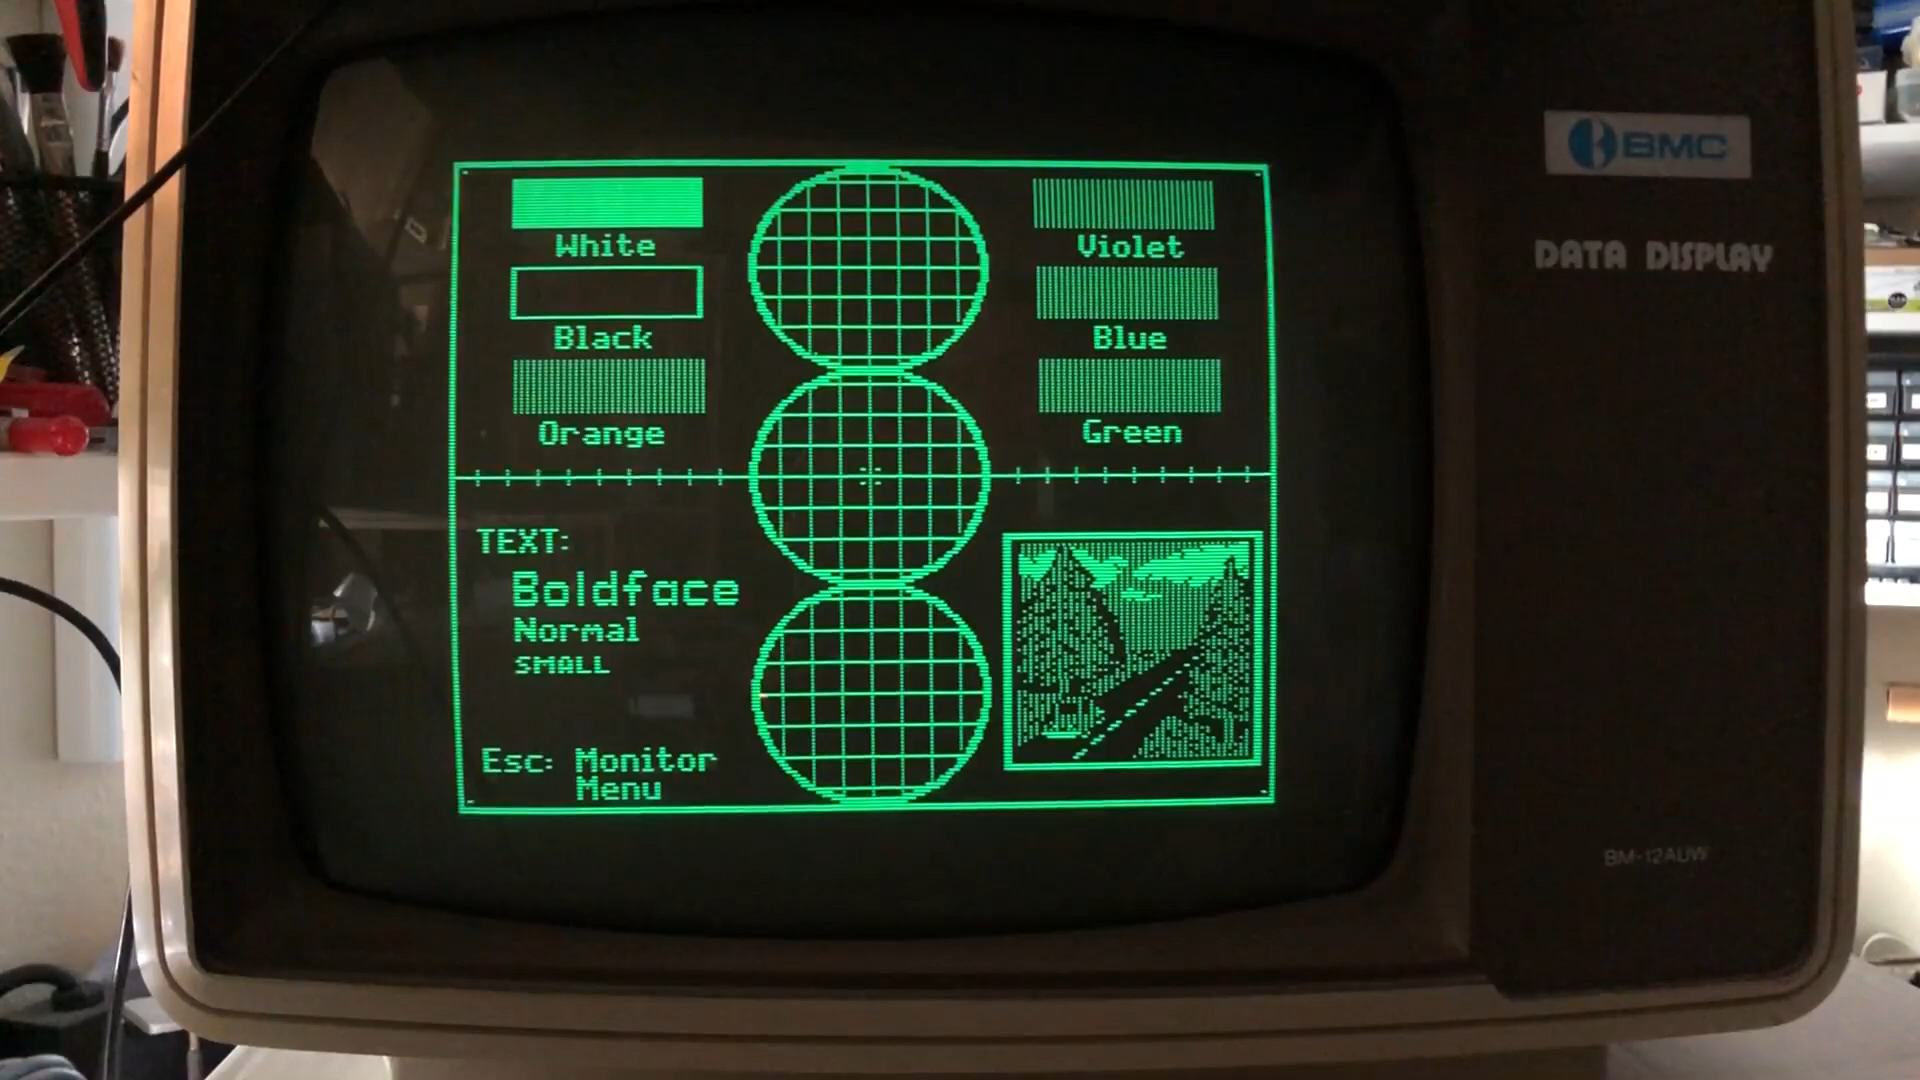 White
Black
Orange
Violet
Blue
Green
TEXT:
Boldface
Normal
SMALL
Esc: Monitor
Menu
BMC
DATA DISPLAY
BM-12AUW